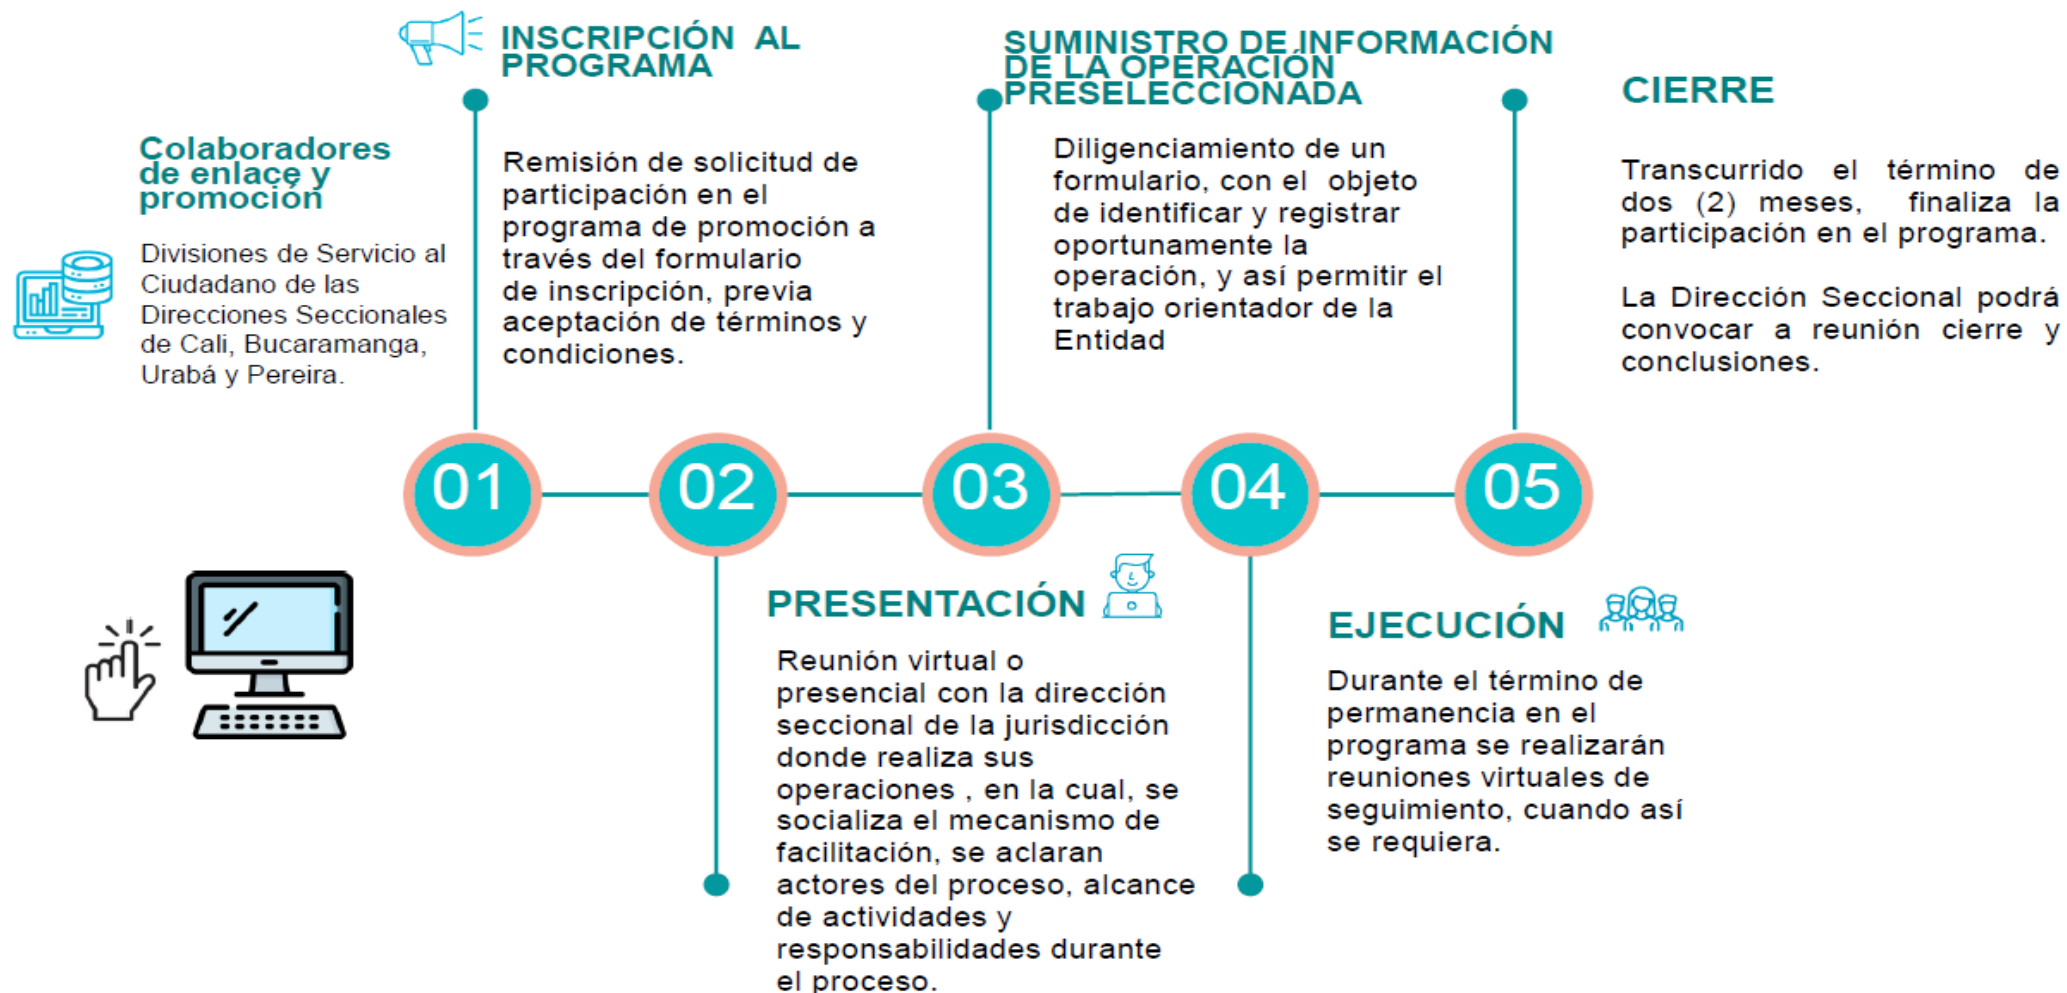 Colaboradores
de enlace y
promoción
Divisiones de Servicio al
Ciudadano de las
Direcciones Seccionales
de Cali, Bucaramanga,
Urabá y Pereira.
INSCRIPCIÓN AL
PROGRAMA
Remisión de solicitud de
participación en el
programa de promoción a
través del formulario
de inscripción, previa
aceptación de términos y
condiciones.
SUMINISTRO DE INFORMACIÓN
DE LA OPERACIÓN
PRESELECCIONADA
Diligenciamiento de un
formulario, con el objeto
de identificar y registrar
oportunamente la
operación, y así permitir el
trabajo orientador de la
Entidad
CIERRE
Transcurrido el término de
dos (2) meses, finaliza la
participación en el programa.
La Dirección Seccional podrá
convocar a reunión cierre y
conclusiones.
01
02
03
04
05
PRESENTACIÓN
Reunión virtual o
presencial con la dirección
seccional de la jurisdicción
donde realiza sus
operaciones , en la cual, se
socializa el mecanismo de
facilitación, se aclaran
actores del proceso, alcance
de actividades y
responsabilidades durante
el proceso.
EJECUCIÓN
Durante el término de
permanencia en el
programa se realizarán
reuniones virtuales de
seguimiento, cuando así
se requiera.